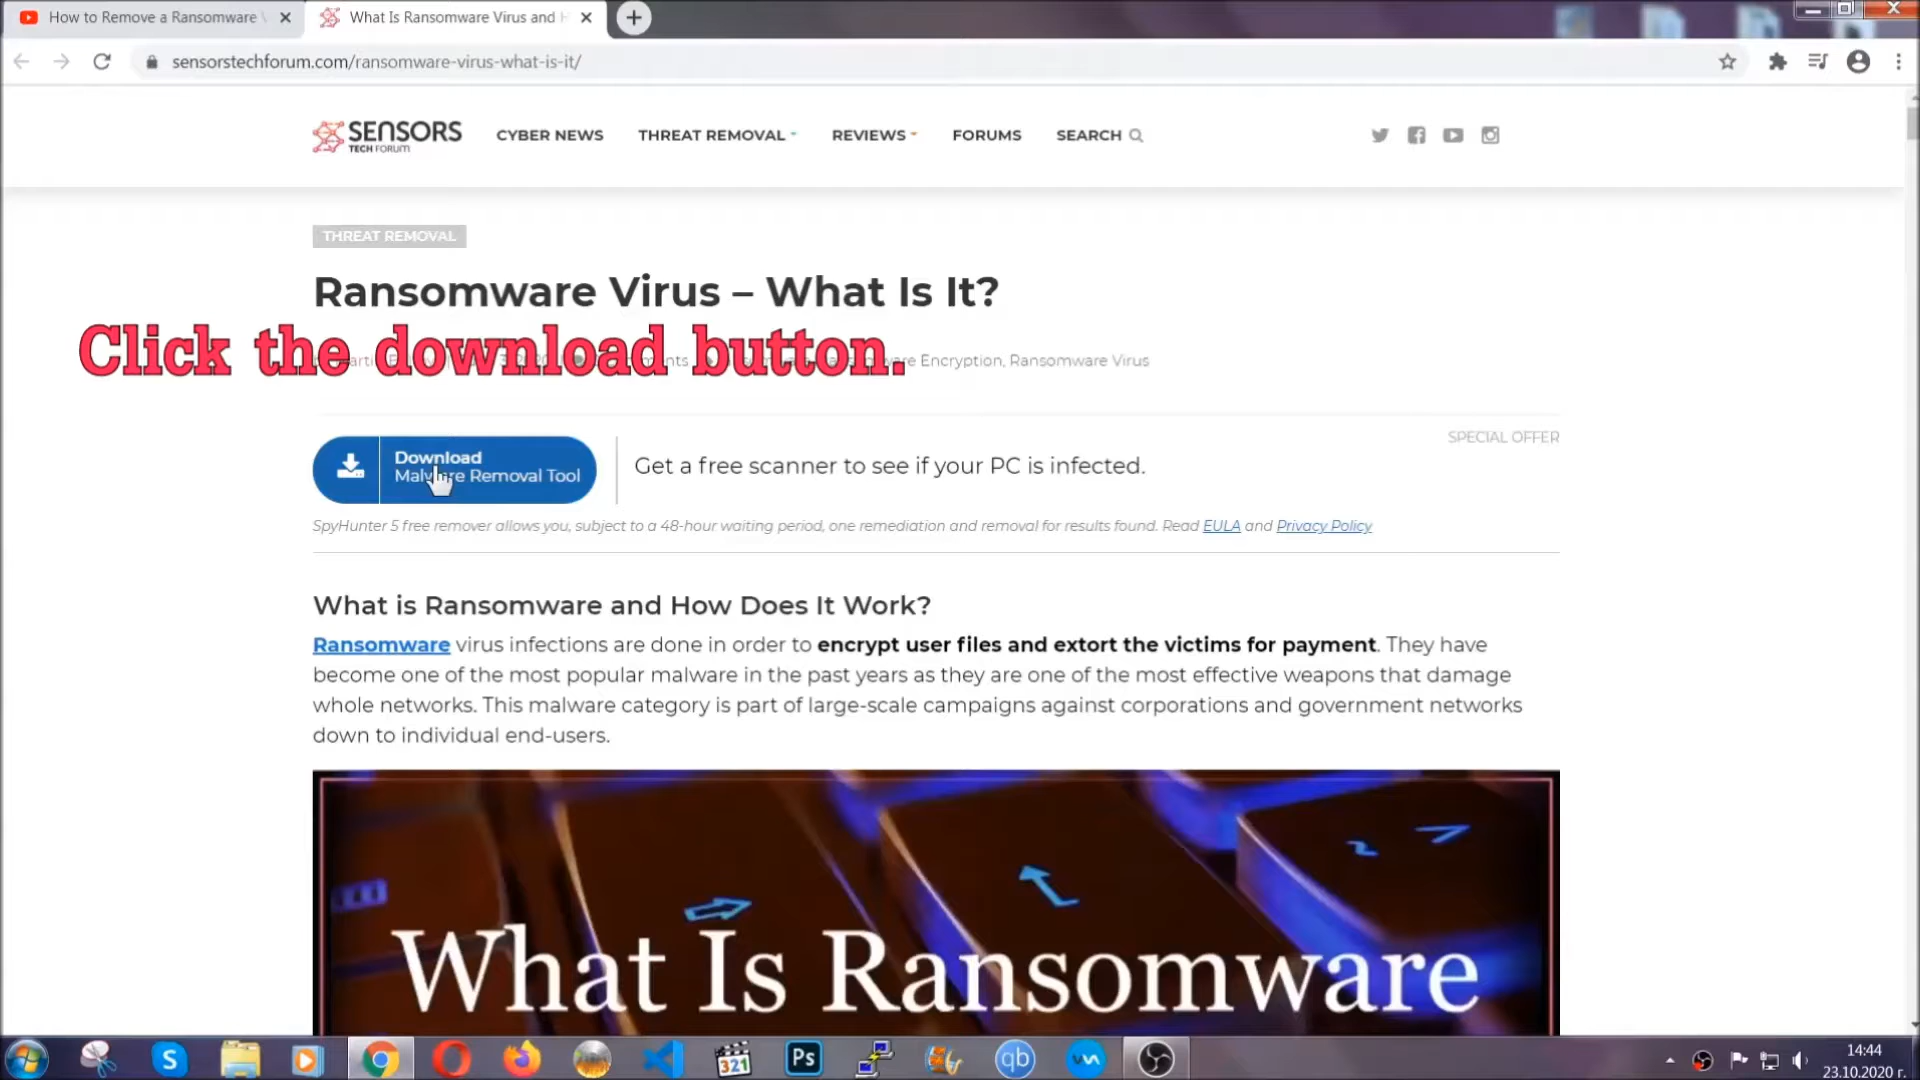 How to Remove a Ransomware
What Is Ransomware Virus and
sensorstechforum.com/ransomware-virus-what-is-it/
SENSORS
TECH FORUM
CYBER NEWS
THREAT REMOVAL
REVIEWS
FORUMS
SEARCH
THREAT REMOVAL
Ransomware Virus – What Is It?
Click the download button.
Encryption, Ransomware Virus
SPECIAL OFFER
Download
Malware Removal Tool
Get a free scanner to see if your PC is infected.
SpyHunter 5 free remover allows you, subject to a 48-hour waiting period, one remediation and removal for results found. Read EULA and Privacy Policy
What is Ransomware and How Does It Work?
Ransomware virus infections are done in order to encrypt user files and extort the victims for payment. They have
become one of the most popular malware in the past years as they are one of the most effective weapons that damage
whole networks. This malware category is part of large-scale campaigns against corporations and government networks
down to individual end-users.
What Is Ransomware
S
321
Ps
qb
14:44
23.10.2020 г.